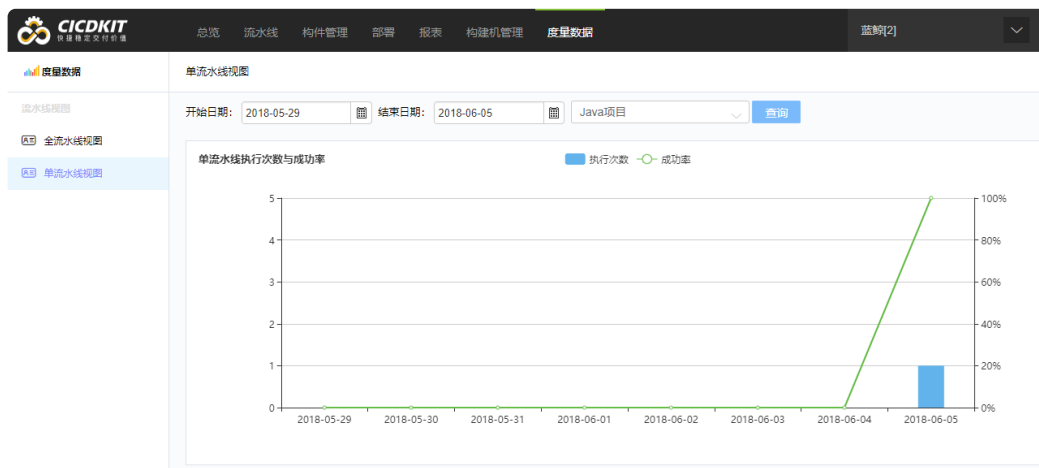 CICDKIT
快捷稳定交付价值
总览 流水线 构件管理 部署 报表 构建机管理 度量数据 蓝鲸[2]
度量数据 单流水线视图
流水线视图
开始日期： 2018-05-29 结束日期： 2018-06-05 Java项目 查询
全流水线视图
单流水线视图
单流水线执行次数与成功率 执行次数 成功率
5 100%
4 80%
3 60%
2 40%
1 20%
0 0%
2018-05-29 2018-05-30 2018-05-31 2018-06-01 2018-06-02 2018-06-03 2018-06-04 2018-06-05